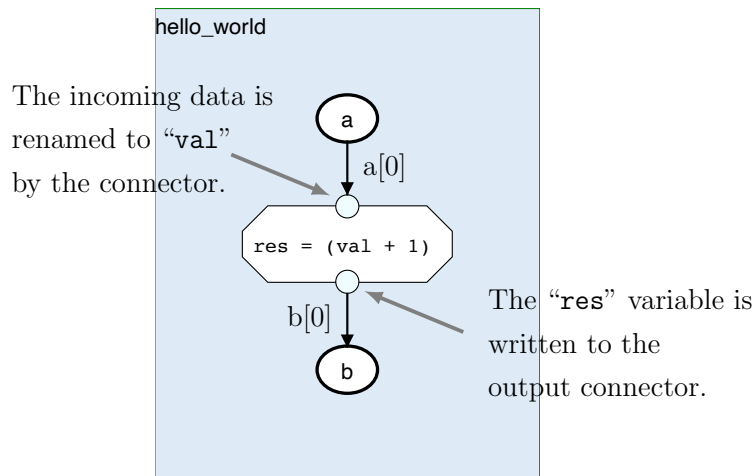 hello_world
The incoming data is
renamed to “val”
by the connector.
a
a[0]
res = (val + 1)
b[0]
b
The “res” variable is
written to the
output connector.